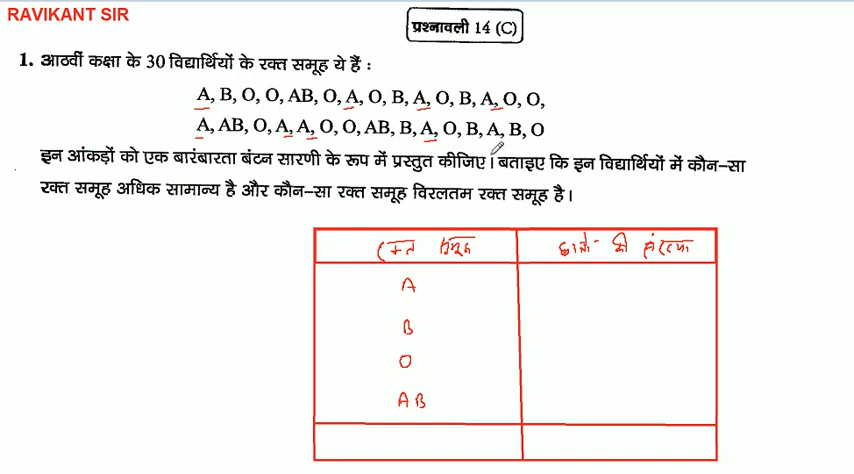 RAVIKANT SIR
प्रश्नावली 14 (C)
1. आठवीं कक्षा के 30 विद्यार्थियों के रक्त समूह ये हैं :
A, B, O, O, AB, O, A, O, B, A, O, B, A, O, O,
A, AB, O, A, A, O, O, AB, B, A, O, B, A, B, O
इन आंकड़ों को एक बारंबारता बंटन सारणी के रूप में प्रस्तुत कीजिए। बताइए कि इन विद्यार्थियों में कौन-सा
रक्त समूह अधिक सामान्य है और कौन-सा रक्त समूह विरलतम रक्त समूह है।
रक्त समूह छात्रों की संख्या
A
B
O
AB